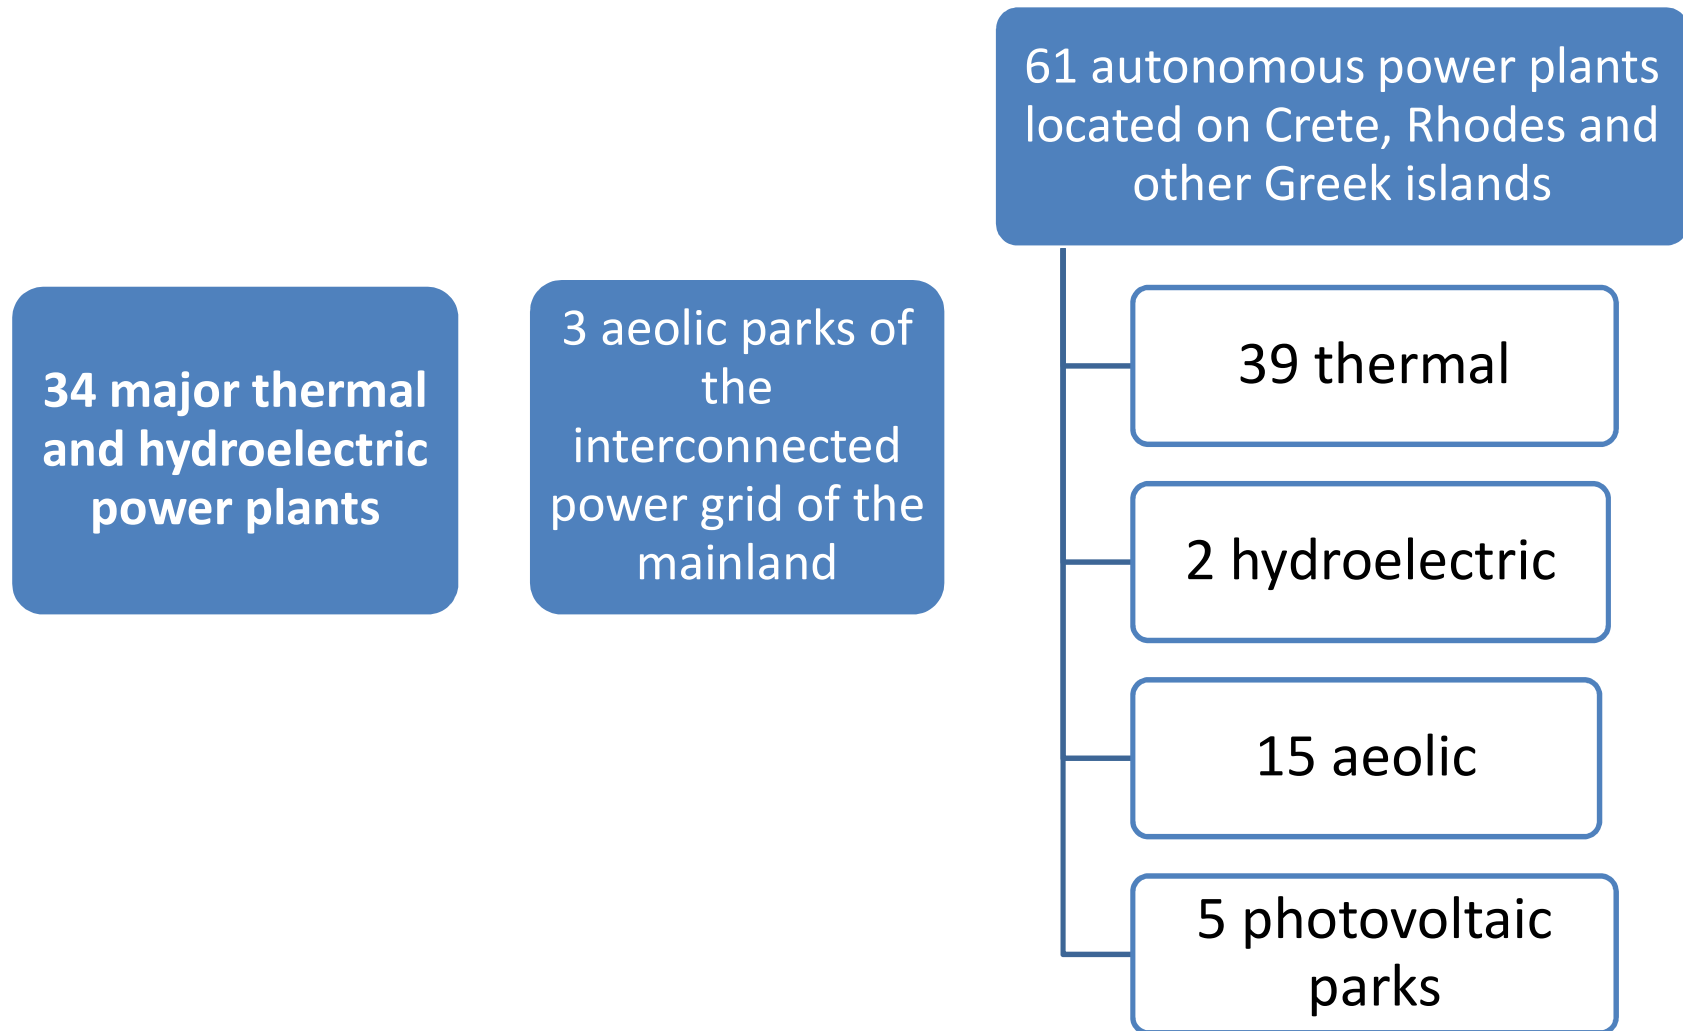 34 major thermal
and hydroelectric
power plants
3 aeolic parks of
the
interconnected
power grid of the
mainland
61 autonomous power plants
located on Crete, Rhodes and
other Greek islands
39 thermal
2 hydroelectric
15 aeolic
5 photovoltaic
parks